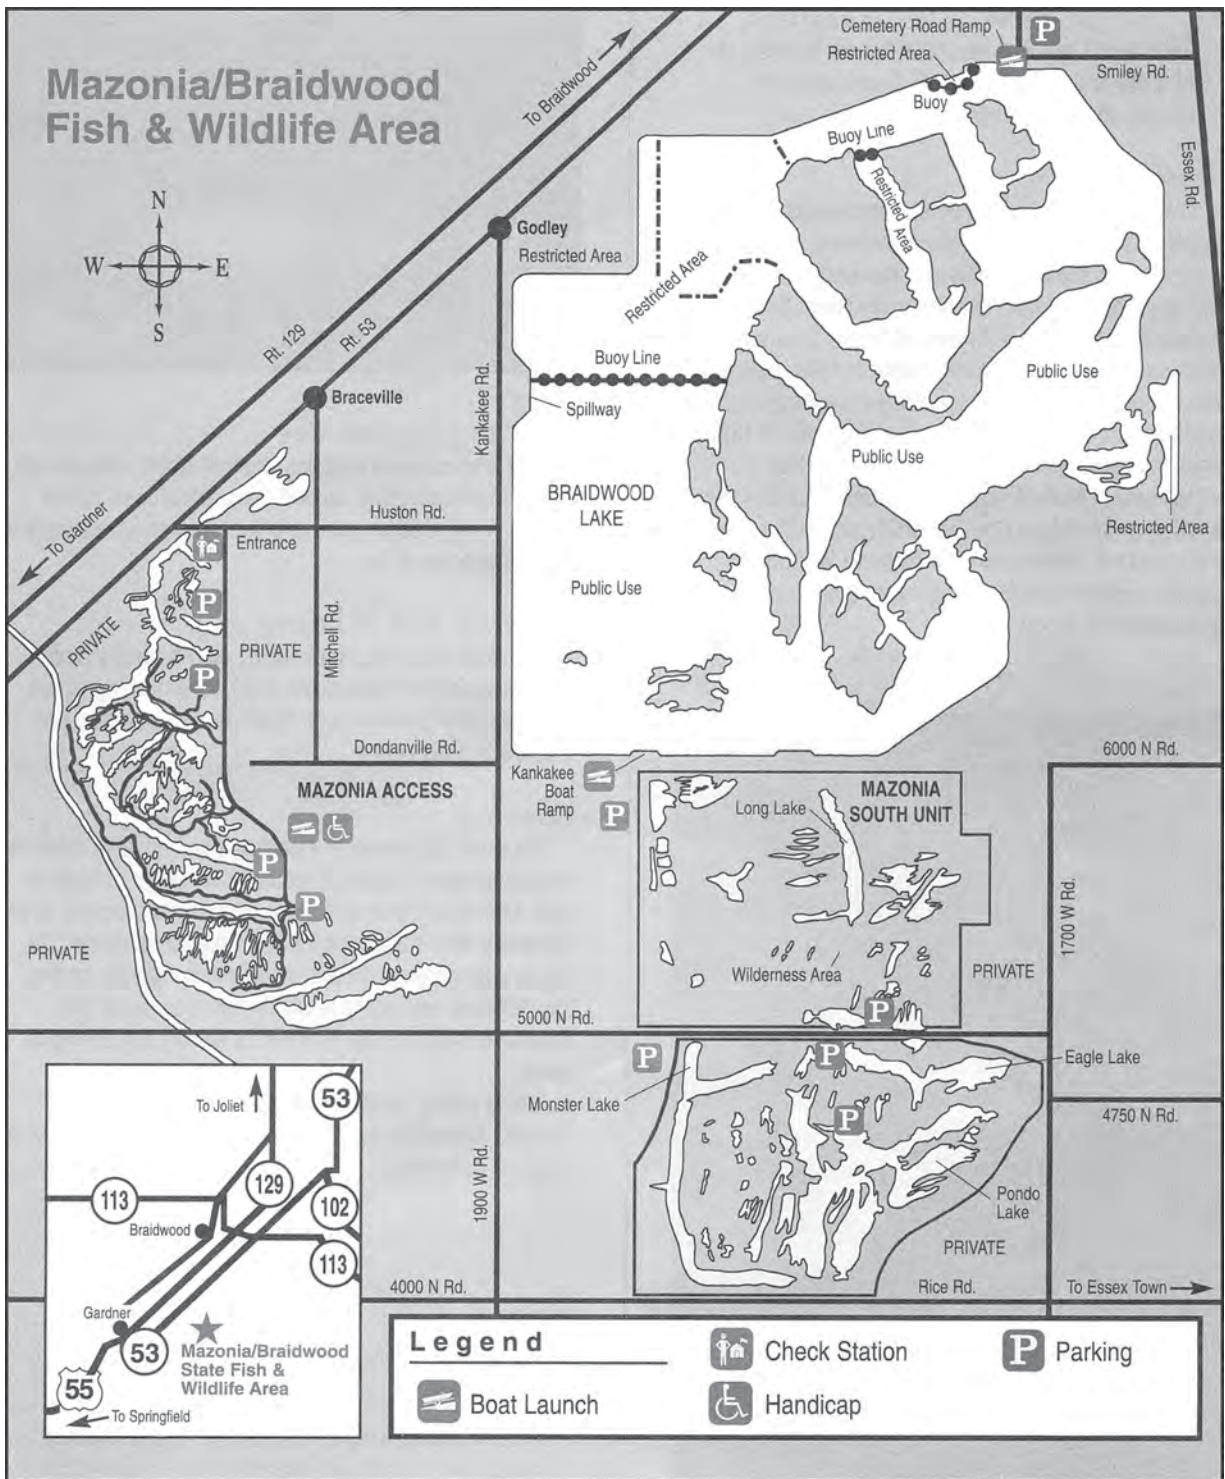 Mazonia/Braidwood
Fish & Wildlife Area
N
W
E
S
To Braidwood
Cemetery Road Ramp
P
Restricted Area
Smiley Rd.
Buoy
Buoy Line
Essex Rd.
Restricted Area
Godley
Restricted Area
Restricted Area
Rt. 129
Rt. 53
Kankakee Rd.
Buoy Line
Public Use
Spillway
Braceville
Public Use
BRAIDWOOD
LAKE
Huston Rd.
Restricted Area
To Gardner
Entrance
P
Public Use
PRIVATE
PRIVATE
Mitchell Rd.
P
Dondanville Rd.
6000 N Rd.
Kankakee
Boat
Ramp
P
MAZONIA ACCESS
MAZONIA
SOUTH UNIT
Long Lake
P
P
1700 W Rd.
PRIVATE
Wilderness Area
PRIVATE
P
5000 N Rd.
P
P
Eagle Lake
Monster Lake
P
4750 N Rd.
1900 W Rd.
Pondo
Lake
PRIVATE
4000 N Rd.
Rice Rd.
To Essex Town
To Joliet
53
113
129
102
Braidwood
113
Gardner
53
Mazonia/Braidwood
State Fish &
Wildlife Area
55
To Springfield
Legend
Check Station
P Parking
Boat Launch
Handicap